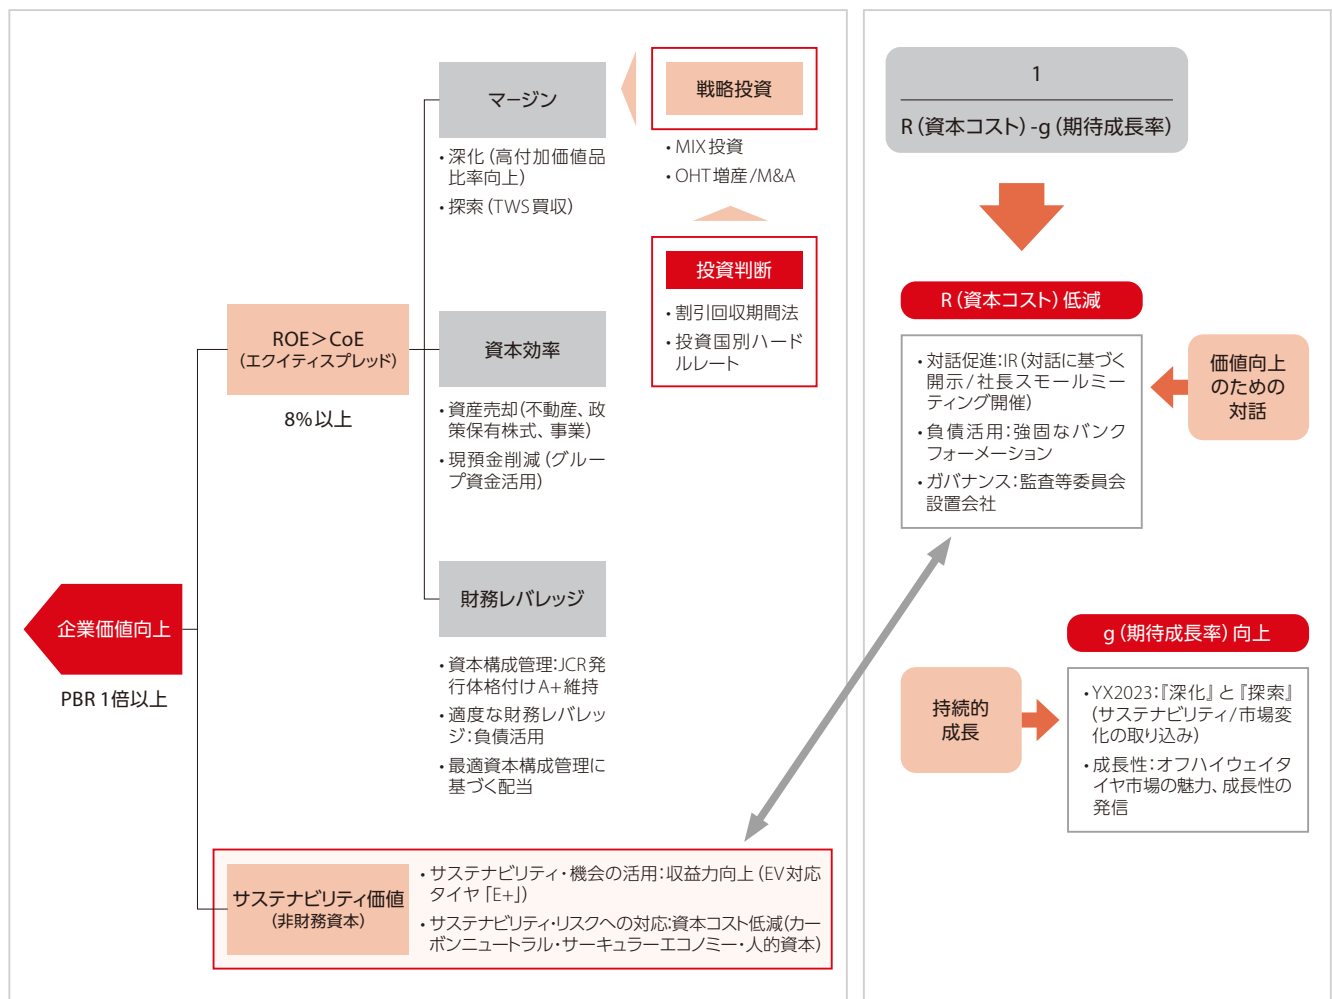 企業価値向上
PBR 1倍以上
ROE＞CoE
（エクイティスプレッド）
8%以上
マージン
・深化（高付加価値品
比率向上）
・探索（TWS買収）
戦略投資
・MIX投資
・OHT増産/M&A
投資判断
・割引回収期間法
・投資国別ハード
ルレート
資本効率
・資産売却（不動産、政
策保有株式、事業）
・現預金削減（グルー
プ資金活用）
財務レバレッジ
・資本構成管理：JCR発
行体格付けA+維持
・適度な財務レバレッ
ジ：負債活用
・最適資本構成管理に
基づく配当
サステナビリティ価値
（非財務資本）
・サステナビリティ・機会の活用：収益力向上（EV対応
タイヤ「E+」）
・サステナビリティ・リスクへの対応：資本コスト低減（カー
ボンニュートラル・サーキュラーエコノミー・人的資本）
1
R（資本コスト）-g（期待成長率）
R（資本コスト）低減
・対話促進：IR（対話に基づく
開示/社長スモールミー
ティング開催）
・負債活用：強固なバンク
フォーメーション
・ガバナンス：監査等委員会
設置会社
価値向上
のための
対話
g（期待成長率）向上
・YX2023：『深化』と『探索』
（サステナビリティ/市場変
化の取り込み）
・成長性：オフハイウェイタ
イヤ市場の魅力、成長性の
発信
持続的
成長